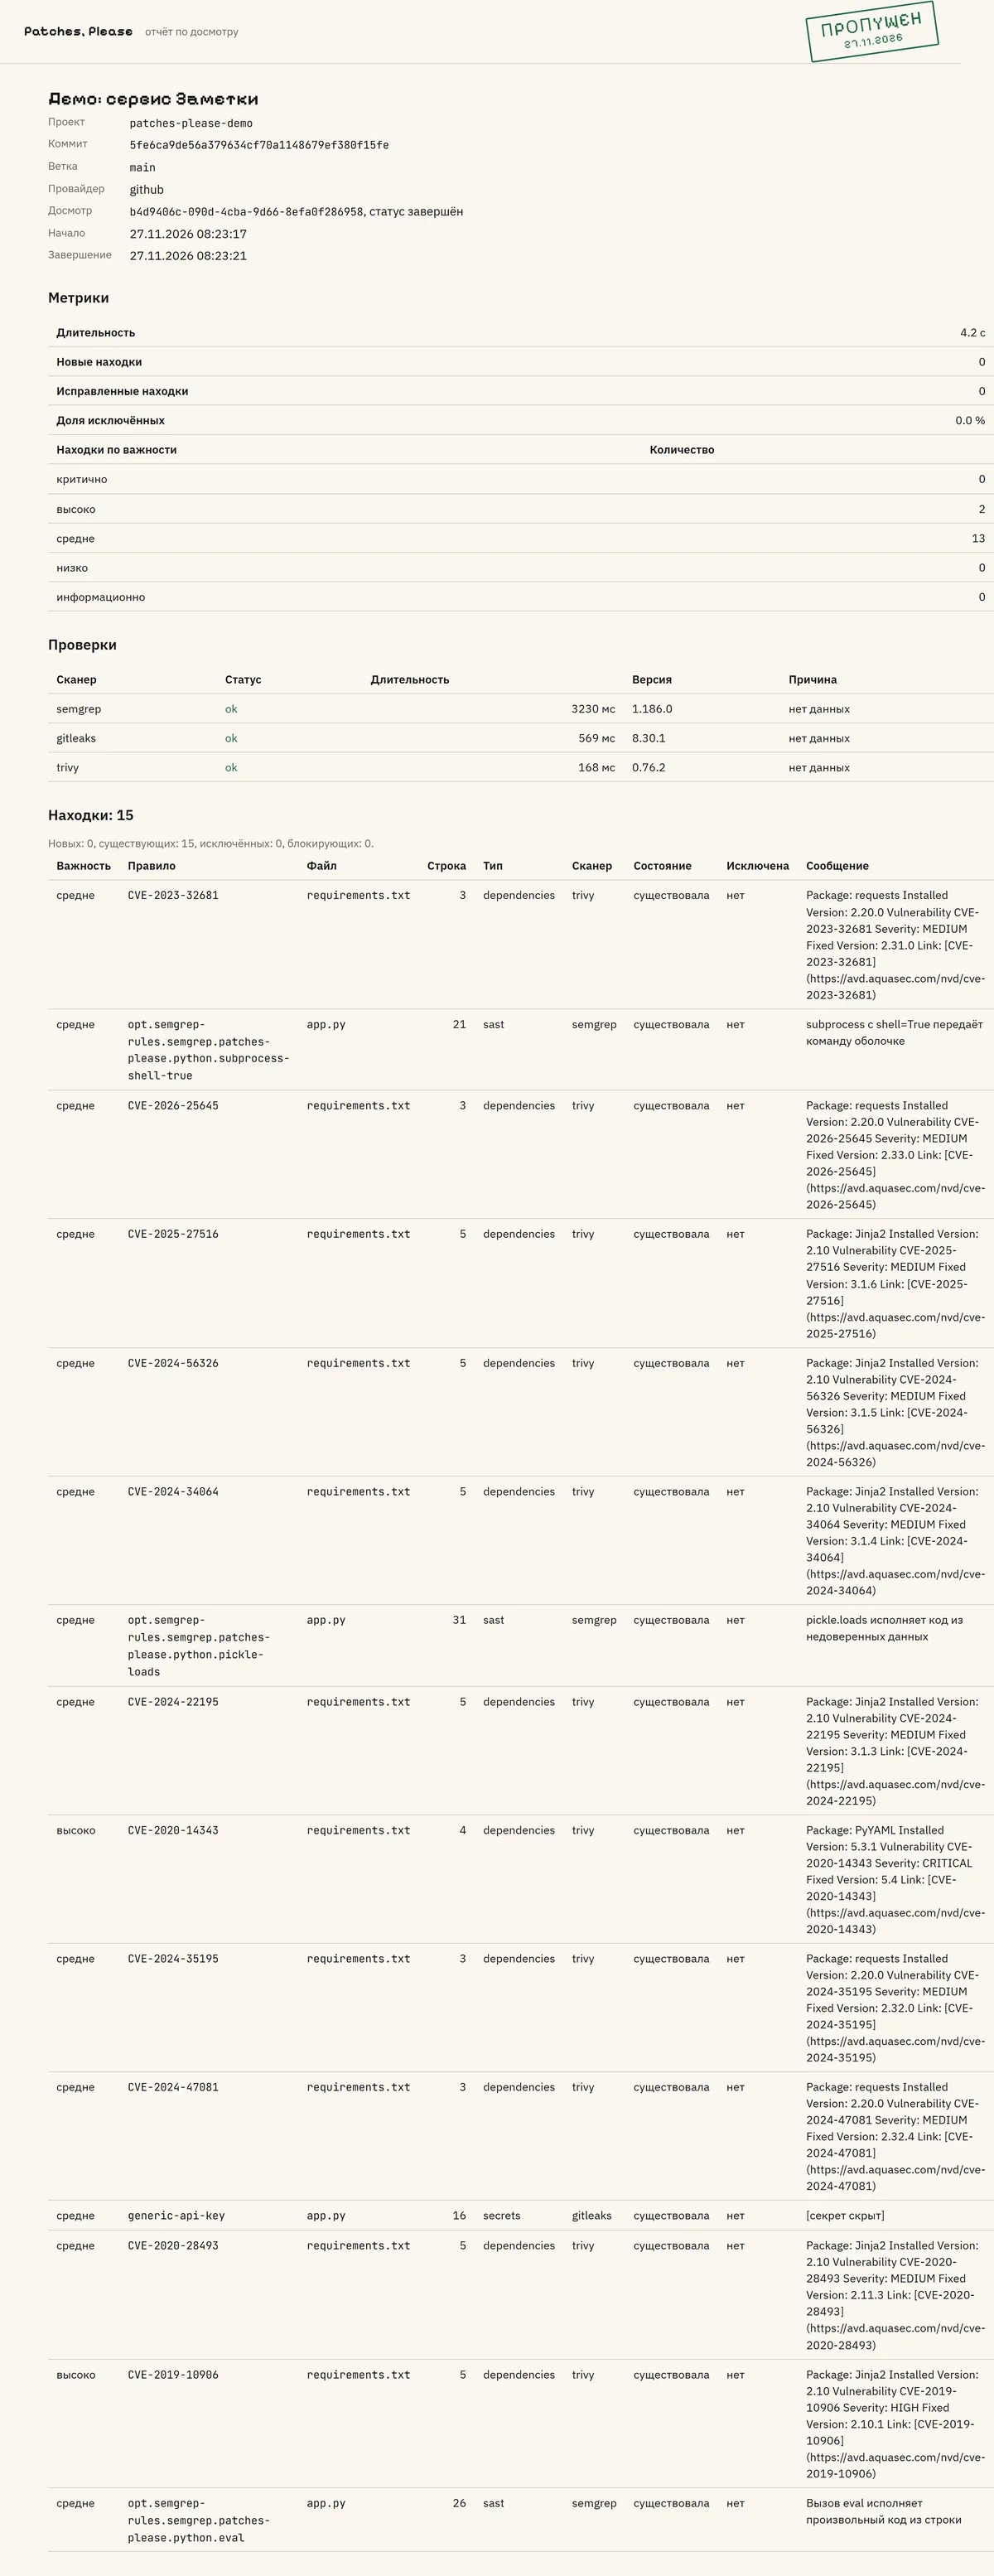 Patches, Please отчёт по досмотру
ПРОПУЩЕН
27.11.2026
Демо: сервис Заметки
Проект patches-please-demo
Коммит 5fe6ca9de56a379634cf70a1148679ef380f15fe
Ветка main
Провайдер github
Досмотр b4d9406c-090d-4cba-9d66-8efa0f286958, статус завершён
Начало 27.11.2026 08:23:17
Завершение 27.11.2026 08:23:21
Метрики
Длительность 4.2 с
Новые находки 0
Исправленные находки 0
Доля исключённых 0.0 %
Находки по важности Количество
критично 0
высоко 2
средне 13
низко 0
информационно 0
Проверки
Сканер Статус Длительность Версия Причина
semgrep ok 3230 мс 1.186.0 нет данных
gitleaks ok 569 мс 8.30.1 нет данных
trivy ok 168 мс 0.76.2 нет данных
Находки: 15
Новых: 0, существующих: 15, исключённых: 0, блокирующих: 0.
Важность Правило Файл Строка Тип Сканер Состояние Исключена Сообщение
средне CVE-2023-32681 requirements.txt 3 dependencies trivy существовала нет Package: requests Installed
Version: 2.20.0 Vulnerability CVE-
2023-32681 Severity: MEDIUM
Fixed Version: 2.31.0 Link: [CVE-
2023-32681]
(https://avd.aquasec.com/nvd/cve-
2023-32681)
средне opt.semgrep- app.py 21 sast semgrep существовала нет subprocess с shell=True передаёт
rules.semgrep.patches- команду оболочке
please.python.subprocess-
shell-true
средне CVE-2026-25645 requirements.txt 3 dependencies trivy существовала нет Package: requests Installed
Version: 2.20.0 Vulnerability CVE-
2026-25645 Severity: MEDIUM
Fixed Version: 2.33.0 Link: [CVE-
2026-25645]
(https://avd.aquasec.com/nvd/cve-
2026-25645)
средне CVE-2025-27516 requirements.txt 5 dependencies trivy существовала нет Package: Jinja2 Installed Version:
2.10 Vulnerability CVE-2025-
27516 Severity: MEDIUM Fixed
Version: 3.1.6 Link: [CVE-2025-
27516]
(https://avd.aquasec.com/nvd/cve-
2025-27516)
средне CVE-2024-56326 requirements.txt 5 dependencies trivy существовала нет Package: Jinja2 Installed Version:
2.10 Vulnerability CVE-2024-
56326 Severity: MEDIUM Fixed
Version: 3.1.5 Link: [CVE-2024-
56326]
(https://avd.aquasec.com/nvd/cve-
2024-56326)
средне CVE-2024-34064 requirements.txt 5 dependencies trivy существовала нет Package: Jinja2 Installed Version:
2.10 Vulnerability CVE-2024-
34064 Severity: MEDIUM Fixed
Version: 3.1.4 Link: [CVE-2024-
34064]
(https://avd.aquasec.com/nvd/cve-
2024-34064)
средне opt.semgrep- app.py 31 sast semgrep существовала нет pickle.loads исполняет код из
rules.semgrep.patches- недоверенных данных
please.python.pickle-
loads
средне CVE-2024-22195 requirements.txt 5 dependencies trivy существовала нет Package: Jinja2 Installed Version:
2.10 Vulnerability CVE-2024-
22195 Severity: MEDIUM Fixed
Version: 3.1.3 Link: [CVE-2024-
22195]
(https://avd.aquasec.com/nvd/cve-
2024-22195)
высоко CVE-2020-14343 requirements.txt 4 dependencies trivy существовала нет Package: PyYAML Installed
Version: 5.3.1 Vulnerability CVE-
2020-14343 Severity: CRITICAL
Fixed Version: 5.4 Link: [CVE-
2020-14343]
(https://avd.aquasec.com/nvd/cve-
2020-14343)
средне CVE-2024-35195 requirements.txt 3 dependencies trivy существовала нет Package: requests Installed
Version: 2.20.0 Vulnerability CVE-
2024-35195 Severity: MEDIUM
Fixed Version: 2.32.0 Link: [CVE-
2024-35195]
(https://avd.aquasec.com/nvd/cve-
2024-35195)
средне CVE-2024-47081 requirements.txt 3 dependencies trivy существовала нет Package: requests Installed
Version: 2.20.0 Vulnerability CVE-
2024-47081 Severity: MEDIUM
Fixed Version: 2.32.4 Link: [CVE-
2024-47081]
(https://avd.aquasec.com/nvd/cve-
2024-47081)
средне generic-api-key app.py 16 secrets gitleaks существовала нет [секрет скрыт]
средне CVE-2020-28493 requirements.txt 5 dependencies trivy существовала нет Package: Jinja2 Installed Version:
2.10 Vulnerability CVE-2020-
28493 Severity: MEDIUM Fixed
Version: 2.11.3 Link: [CVE-2020-
28493]
(https://avd.aquasec.com/nvd/cve-
2020-28493)
высоко CVE-2019-10906 requirements.txt 5 dependencies trivy существовала нет Package: Jinja2 Installed Version:
2.10 Vulnerability CVE-2019-
10906 Severity: HIGH Fixed
Version: 2.10.1 Link: [CVE-2019-
10906]
(https://avd.aquasec.com/nvd/cve-
2019-10906)
средне opt.semgrep- app.py 26 sast semgrep существовала нет Вызов eval исполняет
rules.semgrep.patches- произвольный код из строки
please.python.eval